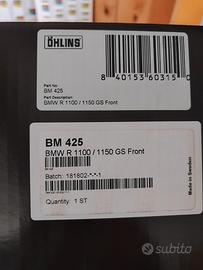 ÖHLINS
Part No:
BM 425
Part Description:
BMW R 1100 / 1150 GS Front
8 40153 60315 0
BM 425
BMW R 1100 / 1150 GS Front
Batch: 181802-*-*-1
Quantity: 1 ST
Made in Sweden
subito